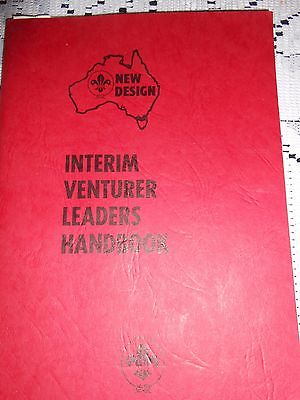 NEW
DESIGN
INTERIM
VENTURER
LEADERS
HANDBOOK